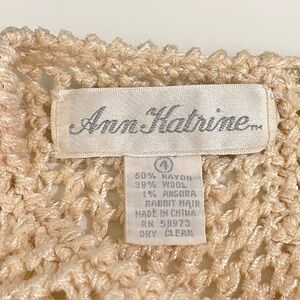 Ann Katrine™
4
60% RAYON
39% WOOL
1% ANGORA
RABBIT HAIR
MADE IN CHINA
RN 58973
DRY CLEAN